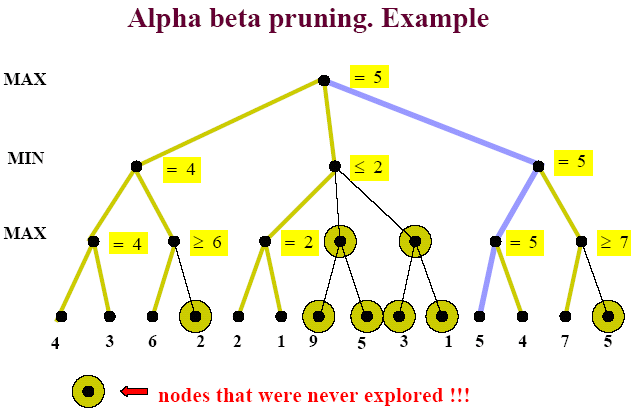 Alpha beta pruning. Example
MAX
= 5
MIN
= 4
≤ 2
= 5
MAX
= 4
≥ 6
= 2
= 5
≥ 7
4 3 6 2 2 1 9 5 3 1 5 4 7 5
nodes that were never explored !!!